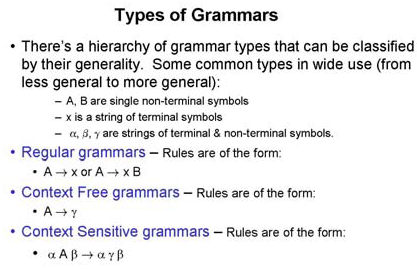 Types of Grammars
• There's a hierarchy of grammar types that can be classified
by their generality. Some common types in wide use (from
less general to more general):
– A, B are single non-terminal symbols
– x is a string of terminal symbols
– α, β, γ are strings of terminal & non-terminal symbols.
• Regular grammars – Rules are of the form:
• A → x or A → x B
• Context Free grammars – Rules are of the form:
• A → γ
• Context Sensitive grammars – Rules are of the form:
• α A β → α γ β